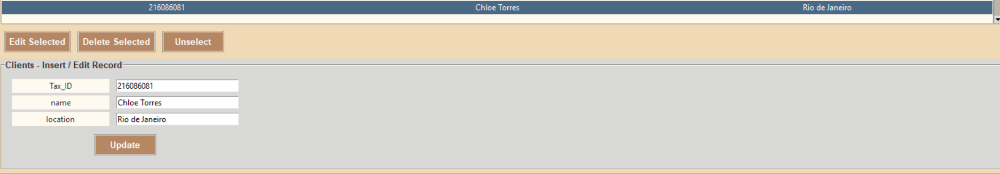 216086081 Chloe Torres Rio de Janeiro
Edit Selected Delete Selected Unselect
Clients - Insert / Edit Record
Tax_ID 216086081
name Chloe Torres
location Rio de Janeiro
Update